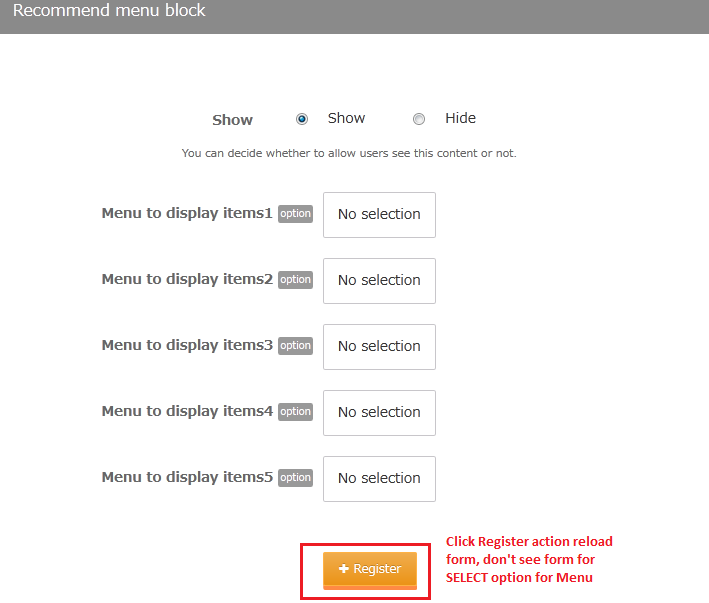 Recommend menu block
Show Show Hide
You can decide whether to allow users see this content or not.
Menu to display items1 option No selection
Menu to display items2 option No selection
Menu to display items3 option No selection
Menu to display items4 option No selection
Menu to display items5 option No selection
Click Register action reload
form, don't see form for
SELECT option for Menu
+ Register